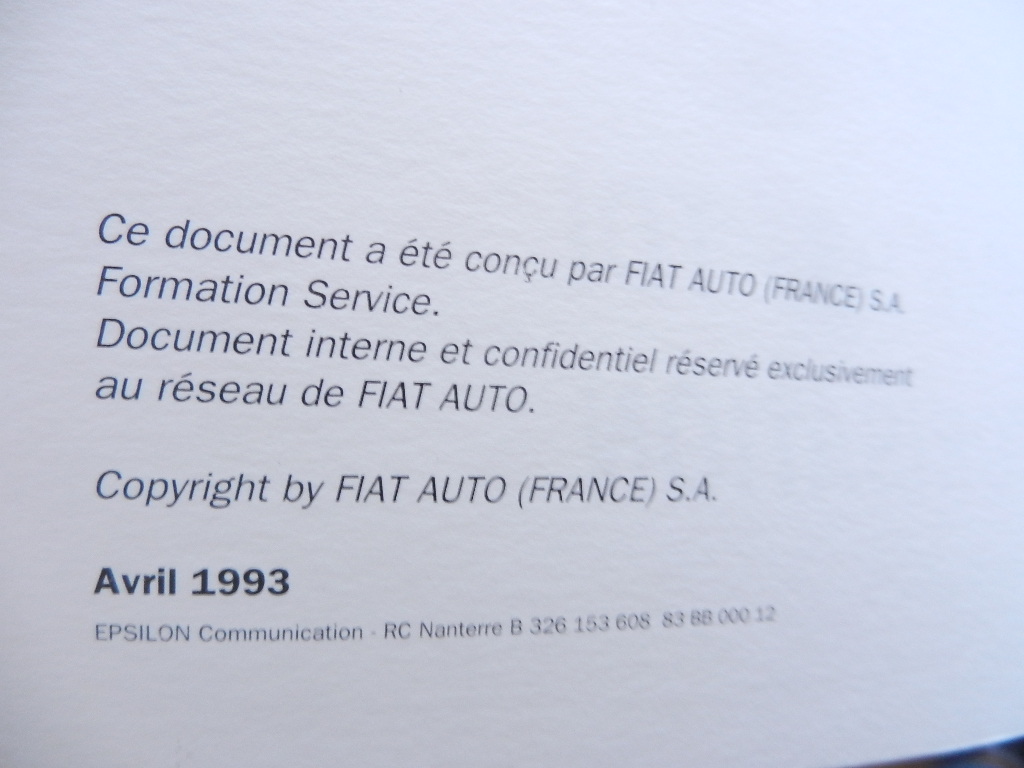 Ce document a été conçu par FIAT AUTO (FRANCE) S.A.
Formation Service.
Document interne et confidentiel réservé exclusivement
au réseau de FIAT AUTO.
Copyright by FIAT AUTO (FRANCE) S.A.
Avril 1993
EPSILON Communication - RC Nanterre B 326 153 608 83 BB 000 12